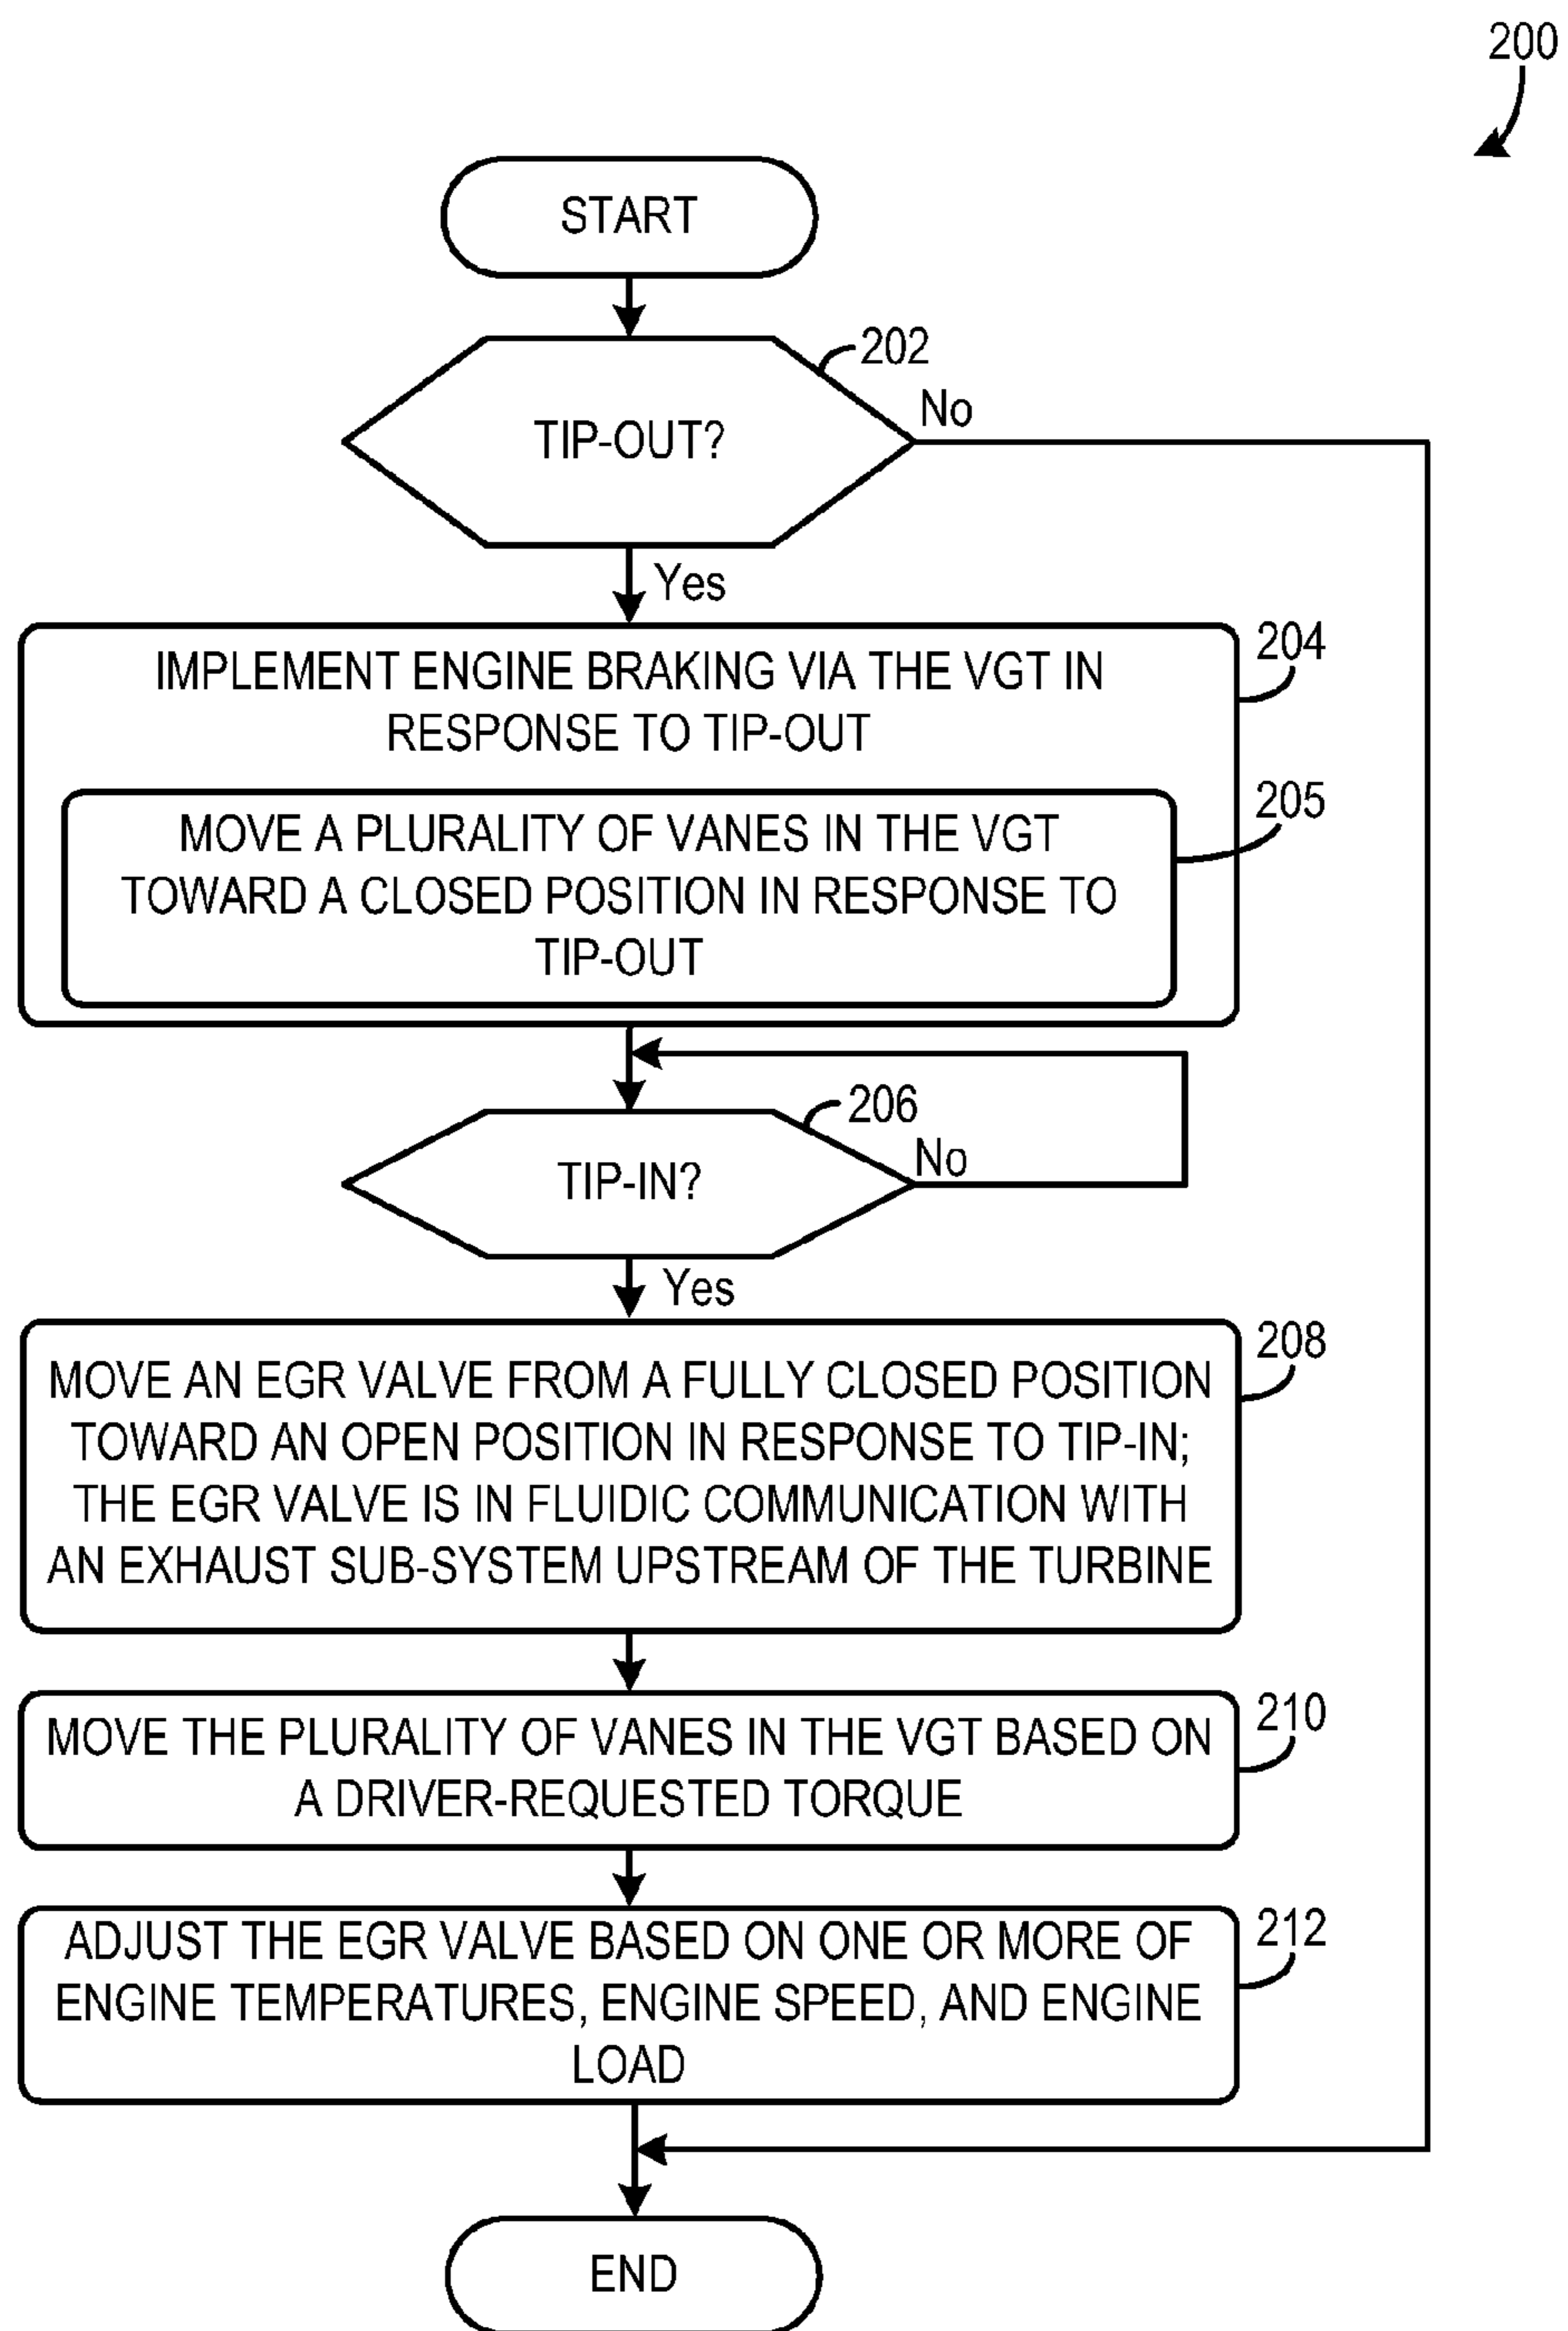 200
START
202
TIP-OUT?
No
Yes
204
IMPLEMENT ENGINE BRAKING VIA THE VGT IN
RESPONSE TO TIP-OUT
205
MOVE A PLURALITY OF VANES IN THE VGT
TOWARD A CLOSED POSITION IN RESPONSE TO
TIP-OUT
206
TIP-IN?
No
Yes
208
MOVE AN EGR VALVE FROM A FULLY CLOSED POSITION
TOWARD AN OPEN POSITION IN RESPONSE TO TIP-IN;
THE EGR VALVE IS IN FLUIDIC COMMUNICATION WITH
AN EXHAUST SUB-SYSTEM UPSTREAM OF THE TURBINE
210
MOVE THE PLURALITY OF VANES IN THE VGT BASED ON
A DRIVER-REQUESTED TORQUE
212
ADJUST THE EGR VALVE BASED ON ONE OR MORE OF
ENGINE TEMPERATURES, ENGINE SPEED, AND ENGINE
LOAD
END